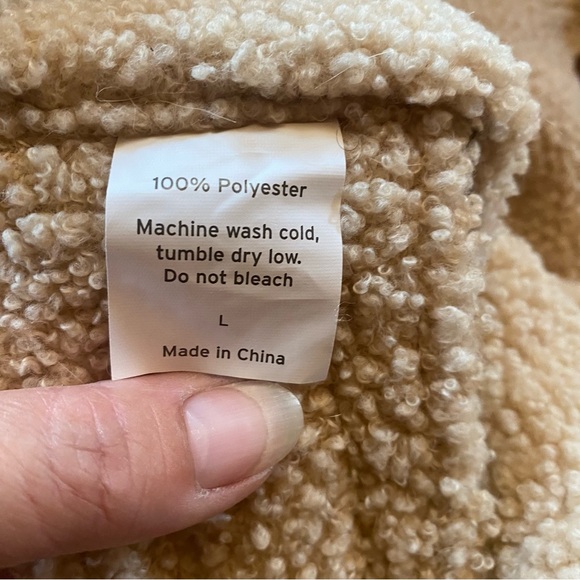 100% Polyester
Machine wash cold,
tumble dry low.
Do not bleach
L
Made in China